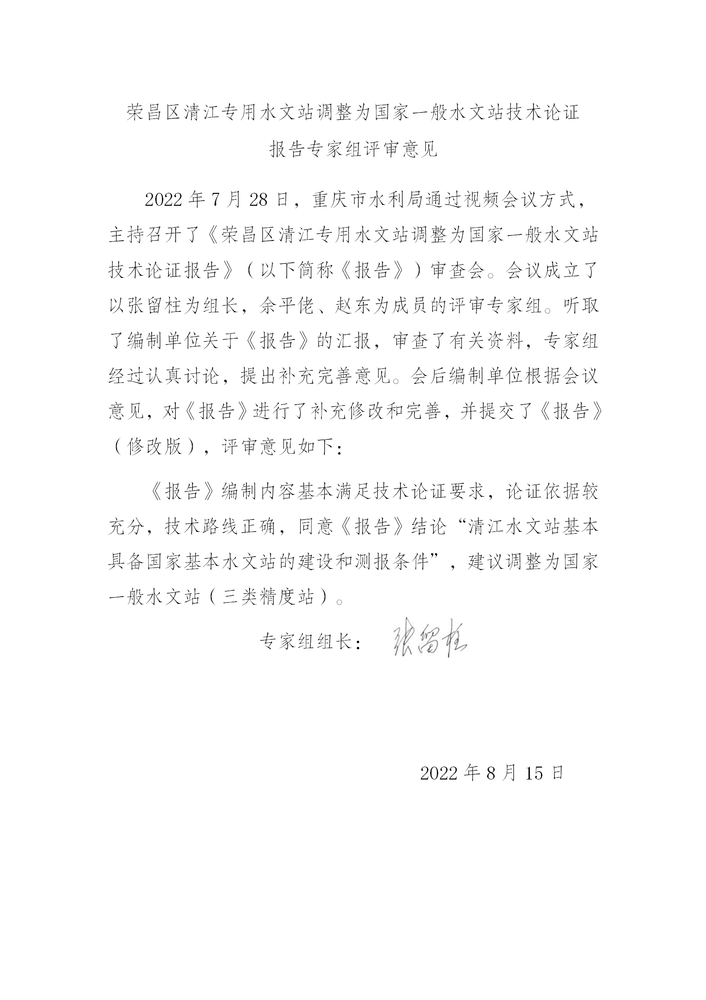 荣昌区清江专用水文站调整为国家一般水文站技术论证
报告专家组评审意见
2022 年 7 月 28 日，重庆市水利局通过视频会议方式，
主持召开了《荣昌区清江专用水文站调整为国家一般水文站
技术论证报告》（以下简称《报告》）审查会。会议成立了
以张留柱为组长，余平佬、赵东为成员的评审专家组。听取
了编制单位关于《报告》的汇报，审查了有关资料，专家组
经过认真讨论，提出补充完善意见。会后编制单位根据会议
意见，对《报告》进行了补充修改和完善，并提交了《报告》
（修改版），评审意见如下：
《报告》编制内容基本满足技术论证要求，论证依据较
充分，技术路线正确，同意《报告》结论“清江水文站基本
具备国家基本水文站的建设和测报条件”，建议调整为国家
一般水文站（三类精度站）。
专家组组长： 张留柱
2022 年 8 月 15 日